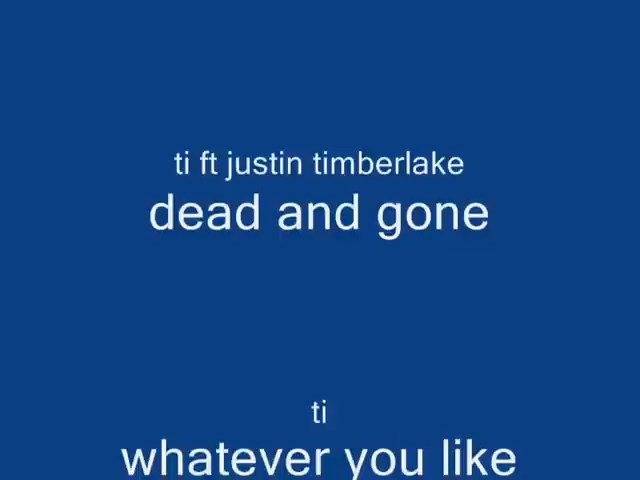 ti ft justin timberlake
dead and gone
ti
whatever you like